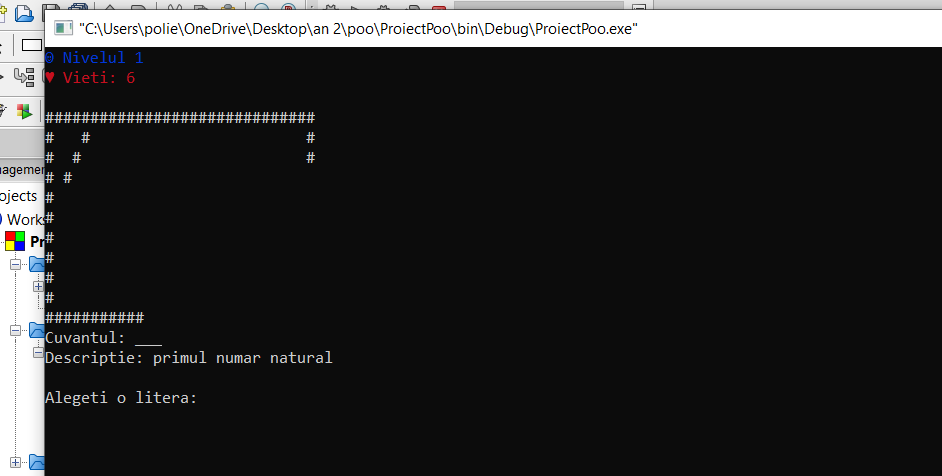 "C:\Users\polie\OneDrive\Desktop\an 2\poo\ProiectPoo\bin\Debug\ProiectPoo.exe"
0 Nivelul 1
♥ Vieti: 6
##############################
#   #                        #
#  #                         #
# #
#
#
#
#
#
#
###########
Cuvantul: ___
Descriptie: primul numar natural
Alegeti o litera: